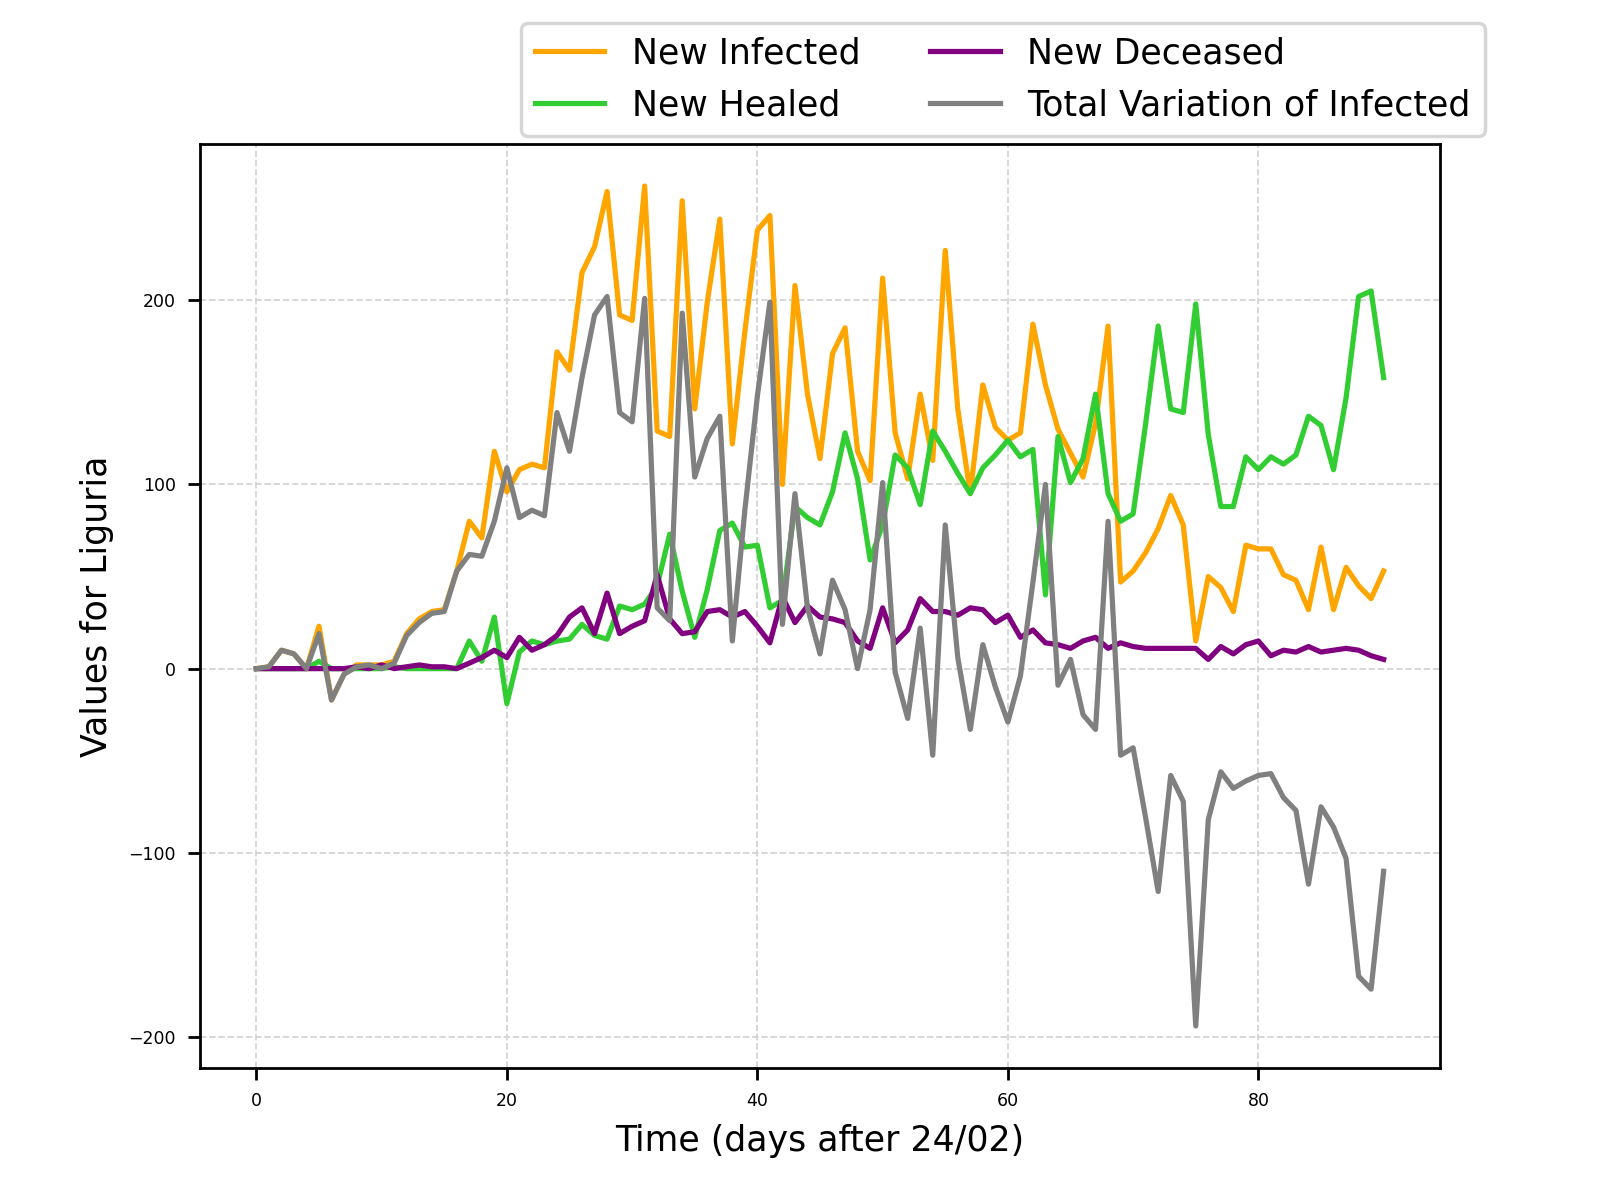 New Infected
New Healed
New Deceased
Total Variation of Infected
Values for Liguria
200
100
0
−100
−200
0
20
40
60
80
Time (days after 24/02)